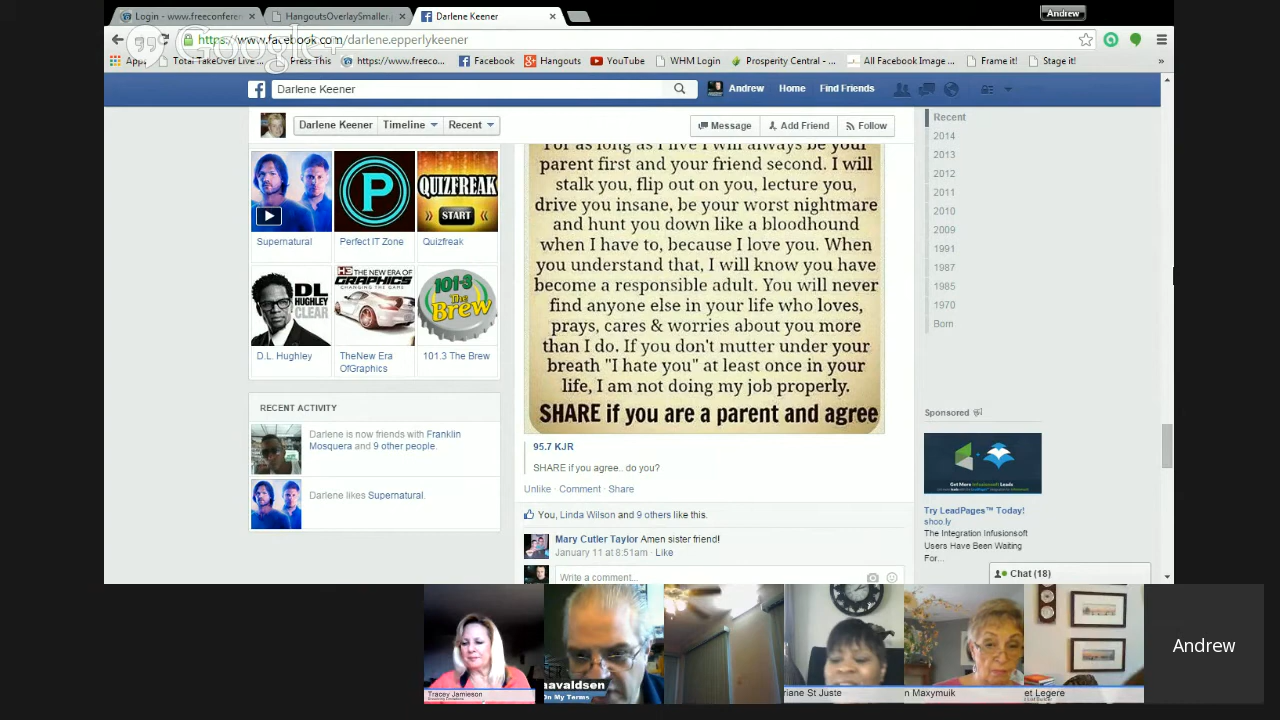 Login - www.freeconferen
HangoutsOverlaySmaller.
Darlene Keener
Andrew
Google+
https://www.facebook.com/darlene.epperlykeener
Total TakeOver Live ...
Press This
https://www.freeco...
Facebook
Hangouts
YouTube
WHM Login
Prosperity Central - ...
All Facebook Image ...
Frame it!
Stage it!
»
Darlene Keener
Andrew
Home
Find Friends
Darlene Keener
Timeline
Recent
Message
Add Friend
Follow
Supernatural
P
Perfect IT Zone
QUIZFREAK
» START «
Quizfreak
DL
HUGHLEY
CLEAR
D.L. Hughley
H3 THE NEW ERA OF
GRAPHICS
CHANGING THE GAME
TheNew Era
OfGraphics
101·3
The
Brew
101.3 The Brew
RECENT ACTIVITY
Darlene is now friends with Franklin
Mosquera and 9 other people.
Darlene likes Supernatural.
For as long as I live I will always be your
parent first and your friend second. I will
stalk you, flip out on you, lecture you,
drive you insane, be your worst nightmare
and hunt you down like a bloodhound
when I have to, because I love you. When
you understand that, I will know you have
become a responsible adult. You will never
find anyone else in your life who loves,
prays, cares & worries about you more
than I do. If you don't mutter under your
breath "I hate you" at least once in your
life, I am not doing my job properly.
SHARE if you are a parent and agree
95.7 KJR
SHARE if you agree.. do you?
Unlike · Comment · Share
You, Linda Wilson and 9 others like this.
Mary Cutler Taylor Amen sister friend!
January 11 at 8:51am · Like
Write a comment...
Recent
2014
2013
2012
2011
2010
2009
1991
1987
1985
1970
Born
Sponsored
Get More Infusionsoft Leads
Try LeadPages™ Today!
shoo.ly
The Integration Infusionsoft
Users Have Been Waiting
For...
Chat (18)
Tracey Jamieson
avaldsen
On My Terms
riane St Juste
n Maxymuik
et Legere
Andrew